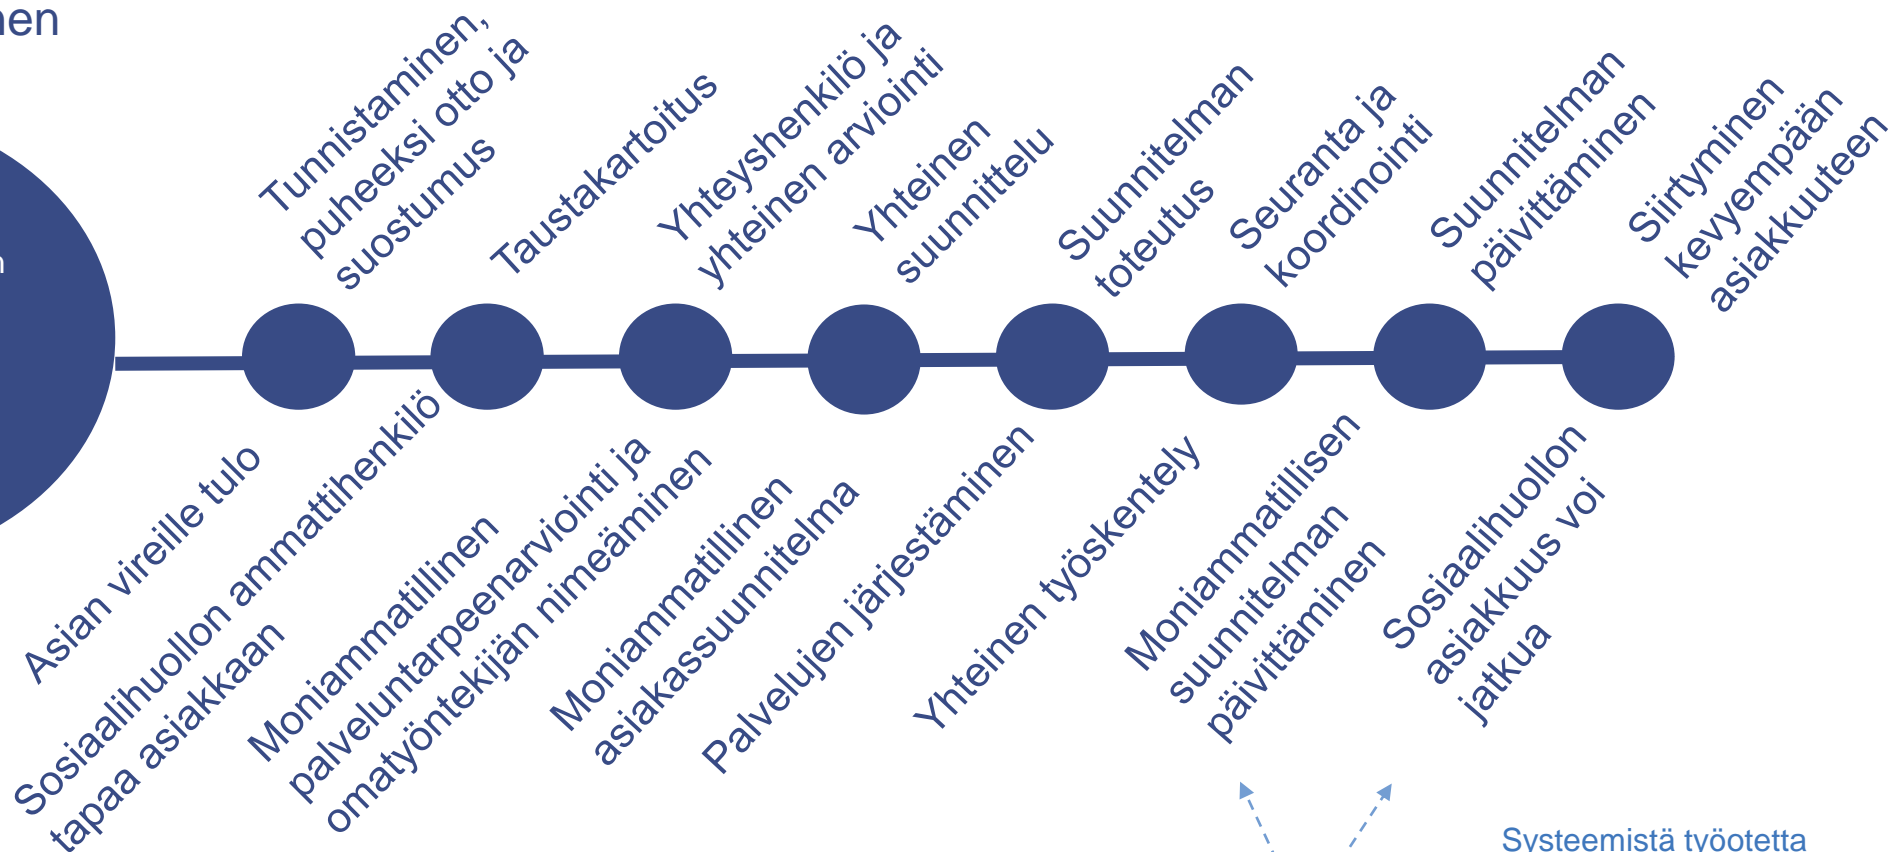 Tunnistaminen,
puheeksi otto ja
suostumus
Taustakartoitus
Yhteyshenkilö ja
yhteinen arviointi
Yhteinen
suunnittelu
Suunnitelman
toteutus
Seuranta ja
koordinointi
Suunnitelman
päivittäminen
Siirtyminen
kevyempään
asiakkuuteen
Asian vireille tulo
Sosiaalihuollon ammattihenkilö
tapaa asiakkaan
Moniammatillinen
palveluntarpeenarviointi ja
omatyöntekijän nimeäminen
Moniammatillinen
asiakassuunnitelma
Palvelujen järjestäminen
Yhteinen työskentely
Moniammatillisen
suunnitelman
päivittäminen
Sosiaalihuollon
asiakkuus voi
jatkua
Systeemistä työotetta